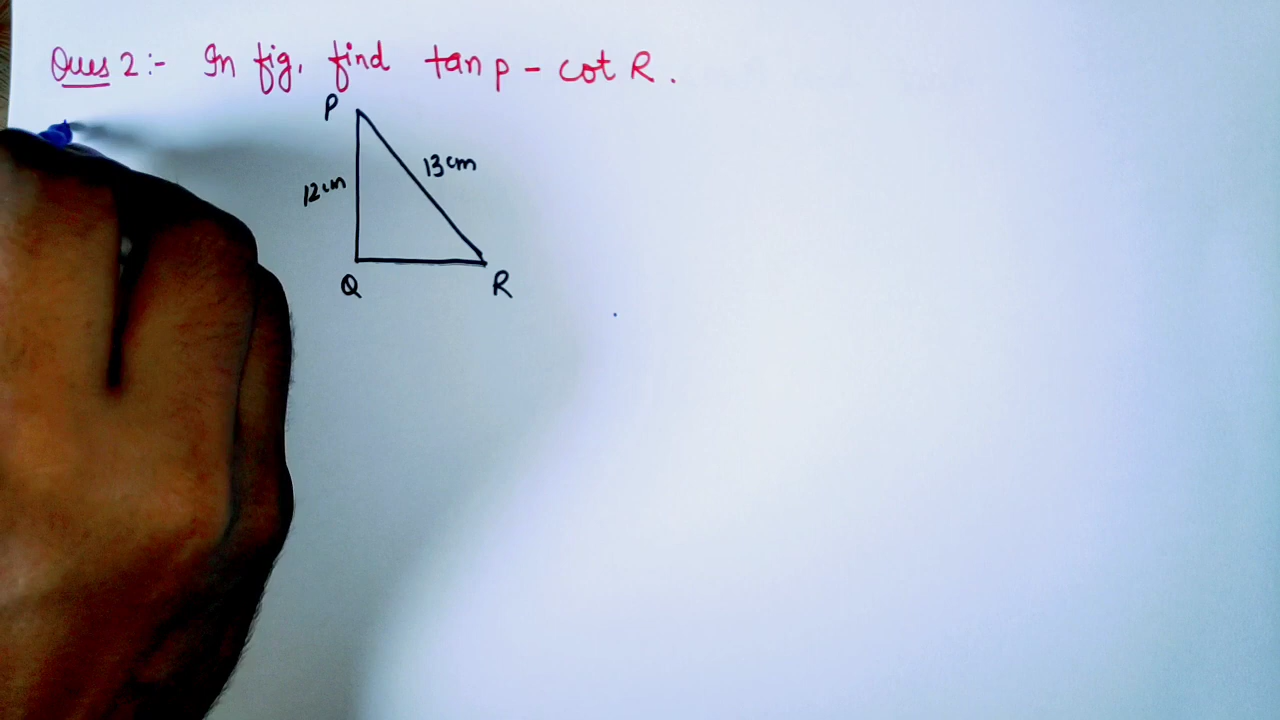 Ques 2:- In fig, find tan p - cot R.
P
13 cm
12 cm
Q
R